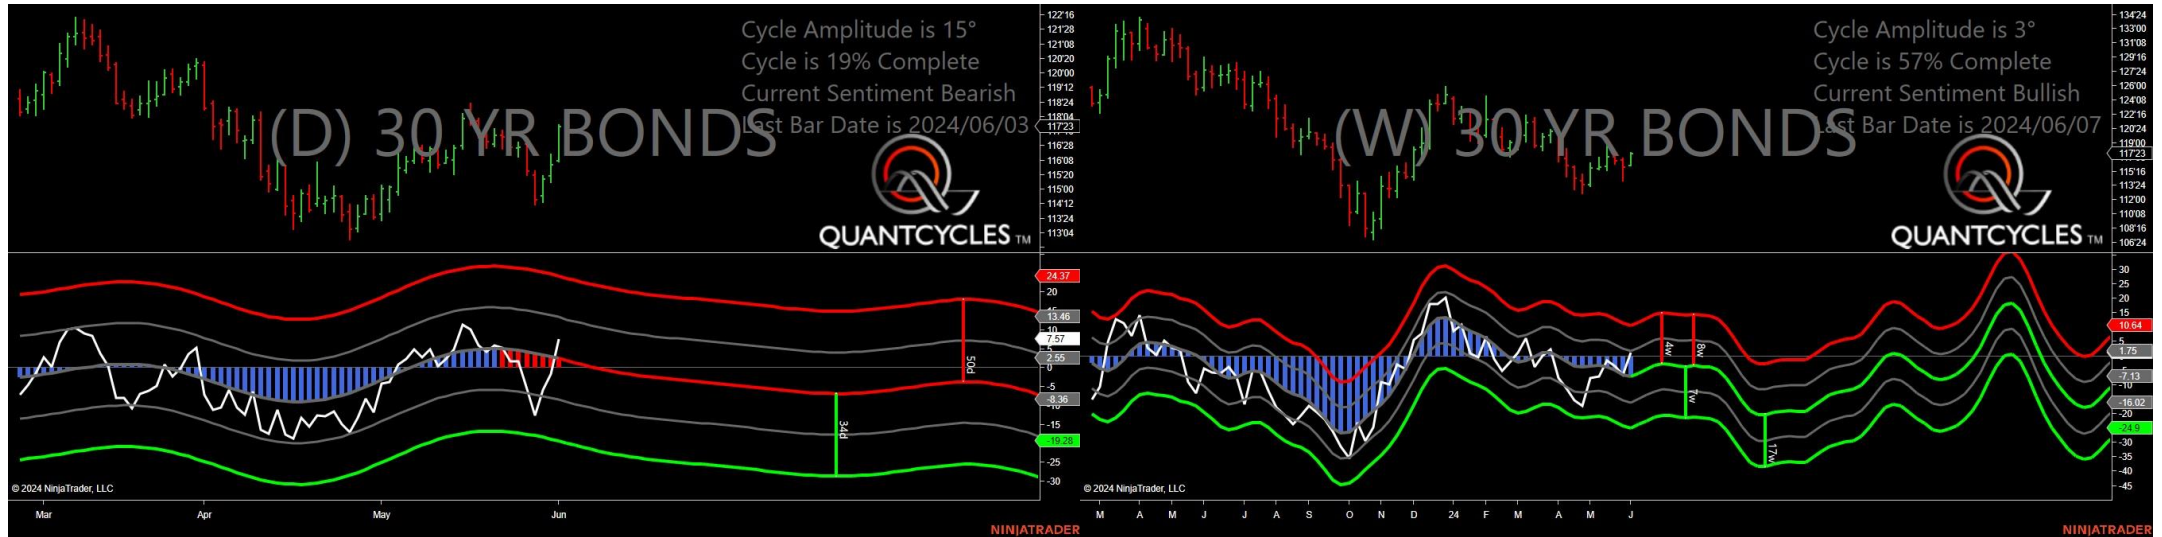 Cycle Amplitude is 15°
Cycle is 19% Complete
Current Sentiment Bearish
Last Bar Date is 2024/06/03
(D) 30 YR BONDS
QUANTCYCLES TM
122'16
121'28
121'08
120'20
120'00
119'12
118'24
118'04
117'23
116'28
116'08
115'20
115'00
114'12
113'24
113'04
24.37
20
13.46
10
7.57
2.55
0
-5
-8.36
-15
-19.28
-25
-30
50d
34d
© 2024 NinjaTrader, LLC
Mar
Apr
May
Jun
NINJATRADER
Cycle Amplitude is 3°
Cycle is 57% Complete
Current Sentiment Bullish
Last Bar Date is 2024/06/07
(W) 30 YR BONDS
QUANTCYCLES TM
134'24
133'00
131'08
129'16
127'24
126'00
124'08
122'16
120'24
119'00
117'23
115'16
113'24
112'00
110'08
108'16
106'24
30
25
20
15
10.64
5
1.75
-7.13
-10
-16.02
-20
-24.9
-30
-35
-40
-45
4w
8w
7w
17w
© 2024 NinjaTrader, LLC
M A M J J A S O N D 24 F M A M J
NINJATRADER